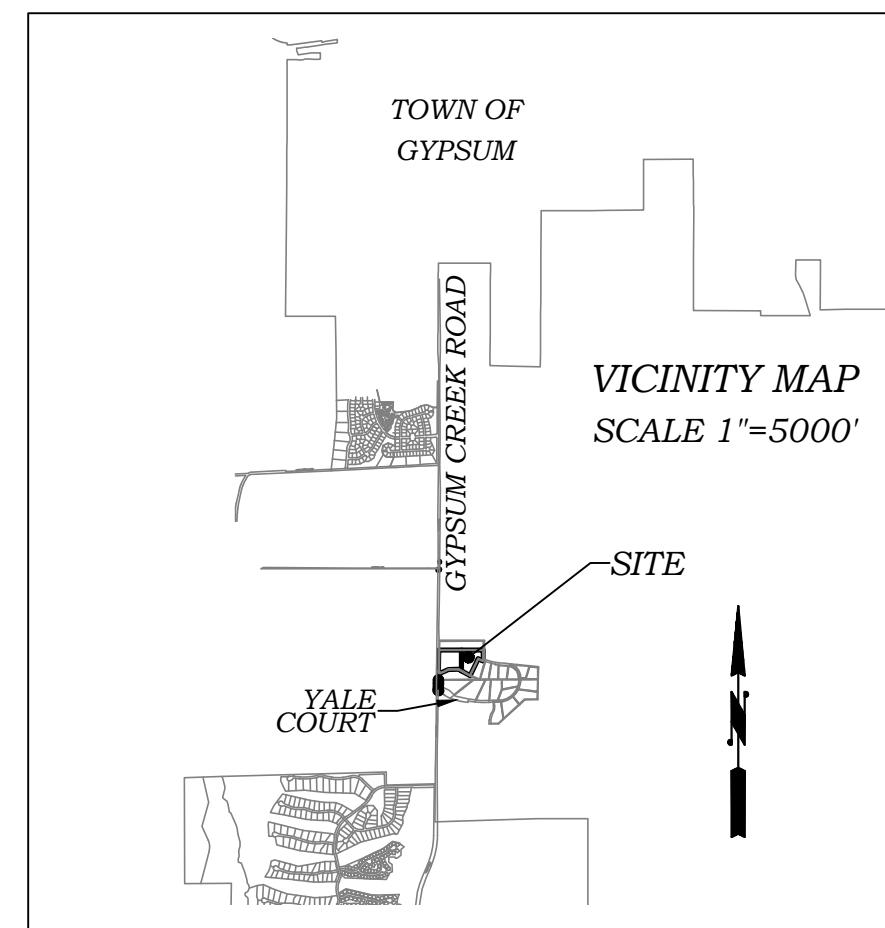 TOWN OF
GYPSUM
GYPSUM CREEK ROAD
VICINITY MAP
SCALE 1"=5000'
SITE
YALE
COURT
N